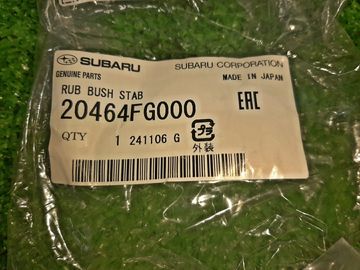 SUBARU SUBARU CORPORATION
GENUINE PARTS MADE IN JAPAN
RUB BUSH STAB
20464FG000 EAC
QTY 1 241106 G
外装